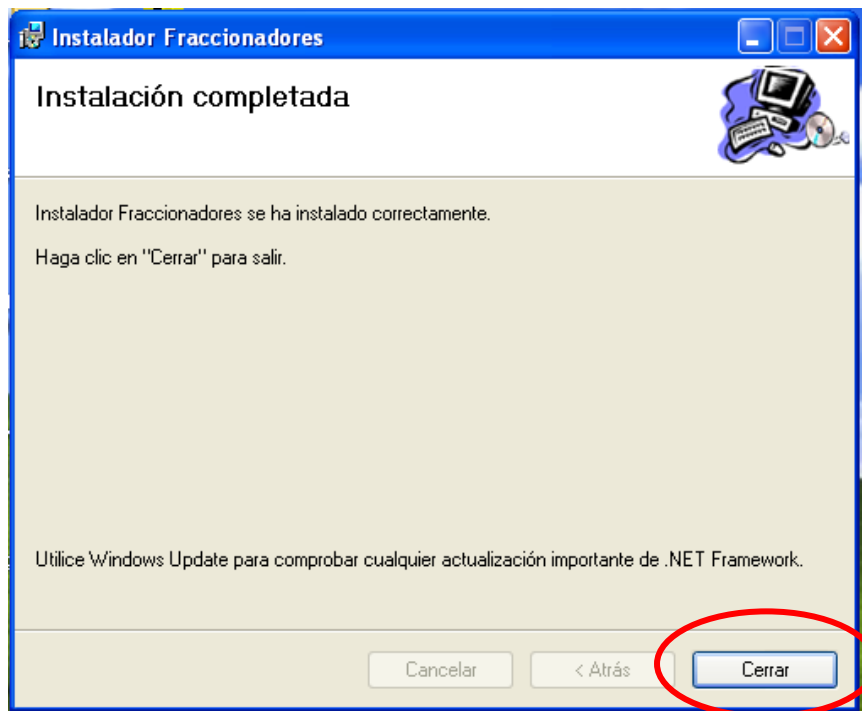 Instalador Fraccionadores
Instalación completada
Instalador Fraccionadores se ha instalado correctamente.
Haga clic en "Cerrar" para salir.
Utilice Windows Update para comprobar cualquier actualización importante de .NET Framework.
Cancelar
< Atrás
Cerrar